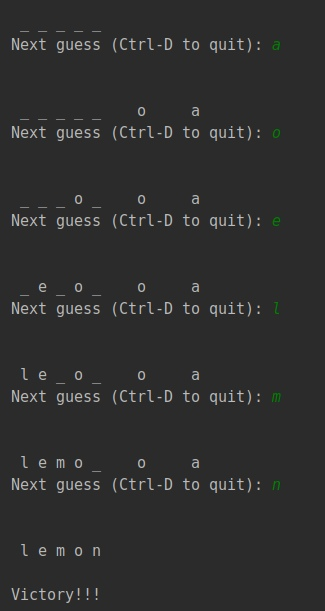 _ _ _ _ _
Next guess (Ctrl-D to quit): a
_ _ _ _ _    o     a
Next guess (Ctrl-D to quit): o
_ _ _ o _    o     a
Next guess (Ctrl-D to quit): e
_ e _ o _    o     a
Next guess (Ctrl-D to quit): l
l e _ o _    o     a
Next guess (Ctrl-D to quit): m
l e m o _    o     a
Next guess (Ctrl-D to quit): n
l e m o n
Victory!!!